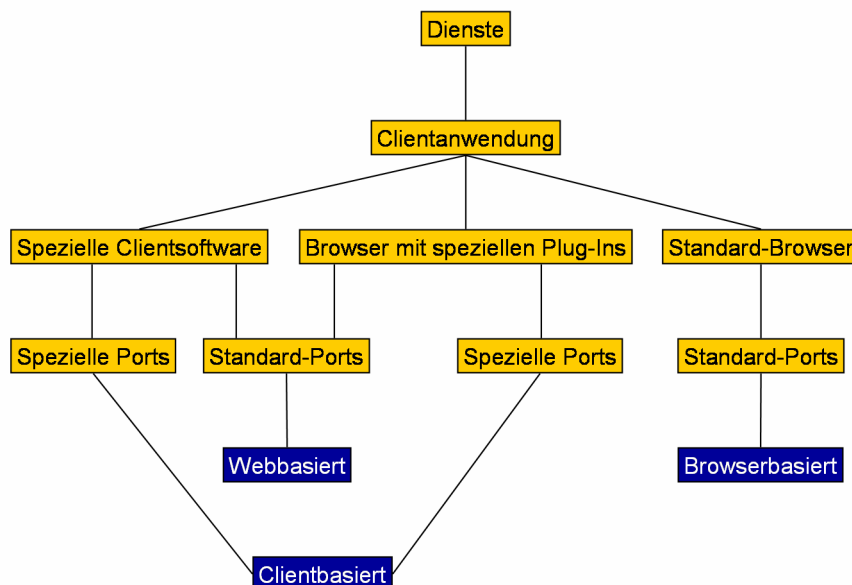 Dienste
Clientanwendung
Spezielle Clientsoftware
Browser mit speziellen Plug-Ins
Standard-Browser
Spezielle Ports
Standard-Ports
Spezielle Ports
Standard-Ports
Webbasiert
Browserbasiert
Clientbasiert